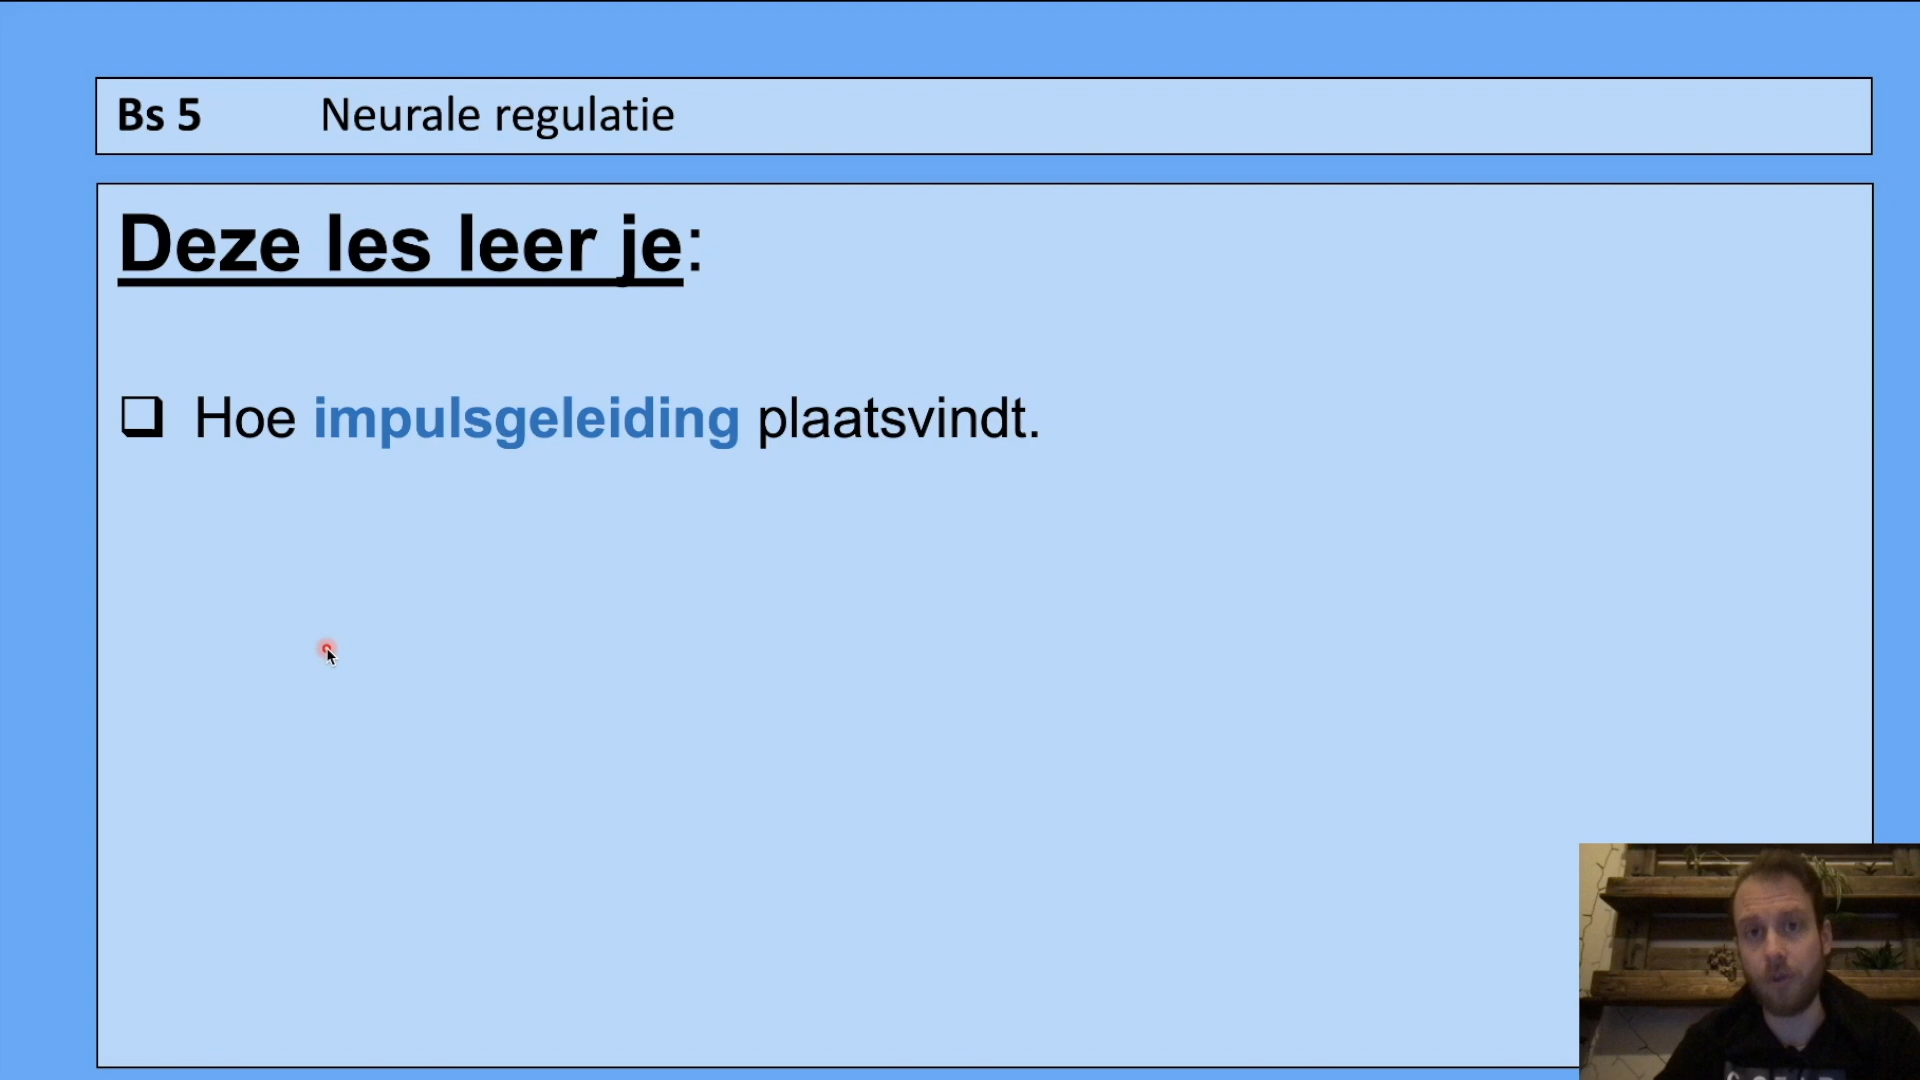 Bs 5 Neurale regulatie
Deze les leer je:
❑ Hoe impulsgeleiding plaatsvindt.